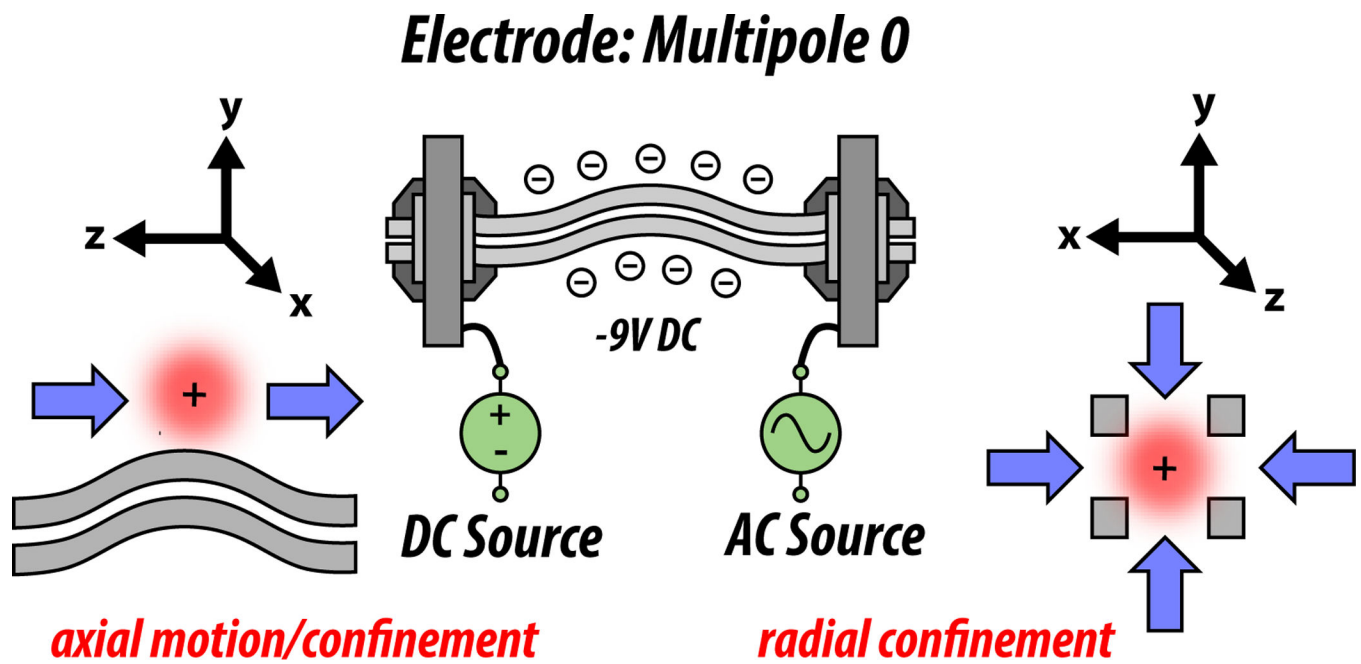 Electrode: Multipole 0
y
z
x
y
x
z
-9V DC
+
+
-
+
DC Source
AC Source
axial motion/confinement
radial confinement